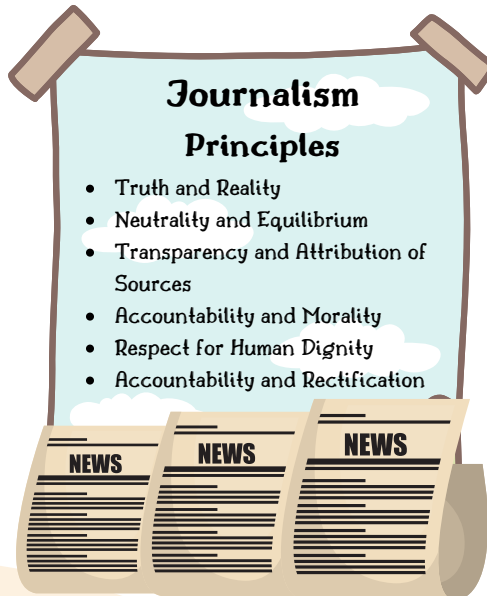 Journalism
Principles
• Truth and Reality
• Neutrality and Equilibrium
• Transparency and Attribution of
Sources
• Accountability and Morality
• Respect for Human Dignity
• Accountability and Rectification
NEWS
NEWS
NEWS